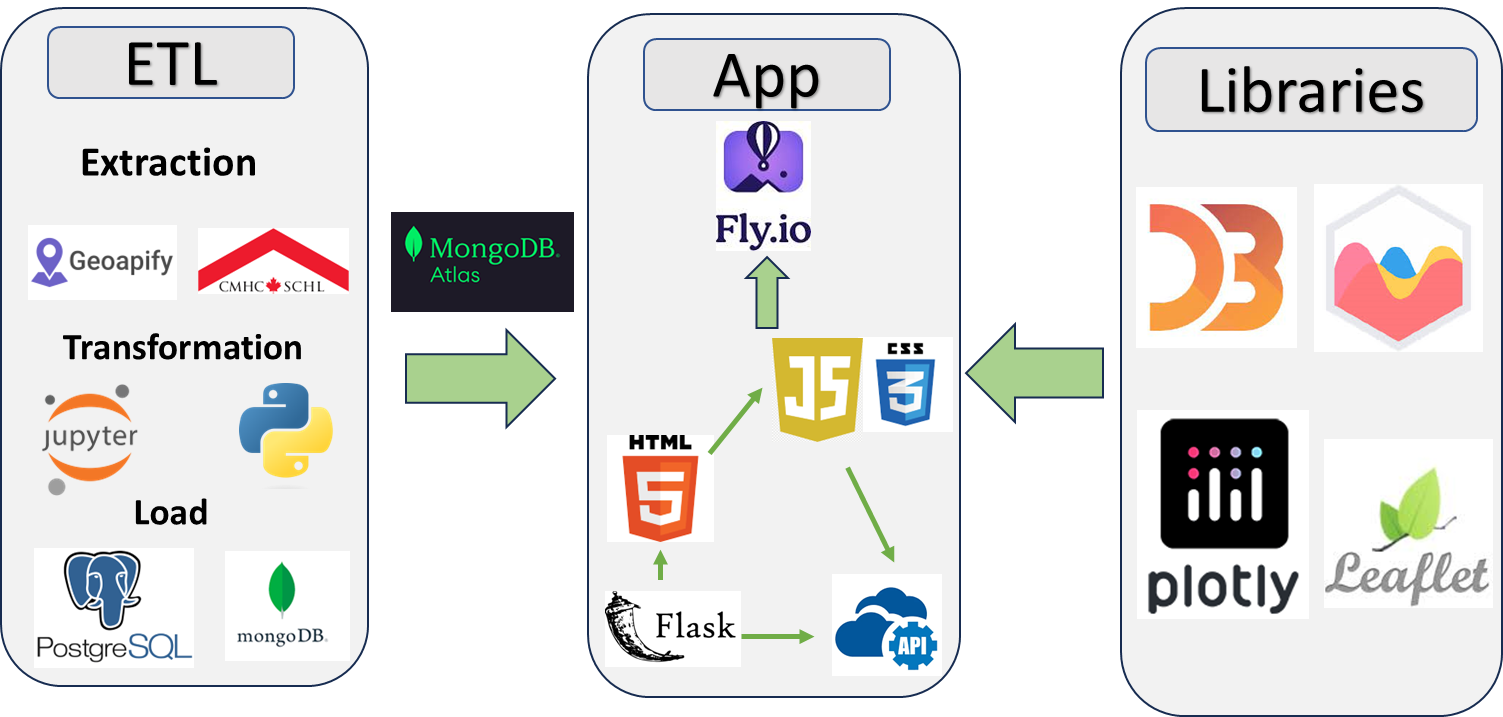 ETL
Extraction
Geoapify
CMHC SCHL
Transformation
jupyter
Load
PostgreSQL
mongoDB.
MongoDB.
Atlas
App
Fly.io
JS
CSS
3
HTML
5
Flask
API
Libraries
D3
plotly
Leaflet